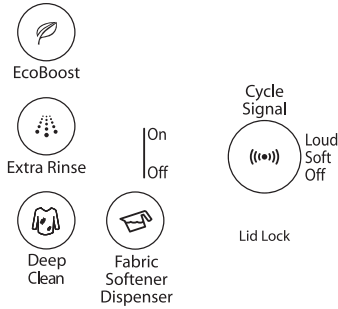 EcoBoost
Extra Rinse
On
Off
Deep
Clean
Fabric
Softener
Dispenser
Cycle
Signal
Loud
Soft
Off
Lid Lock